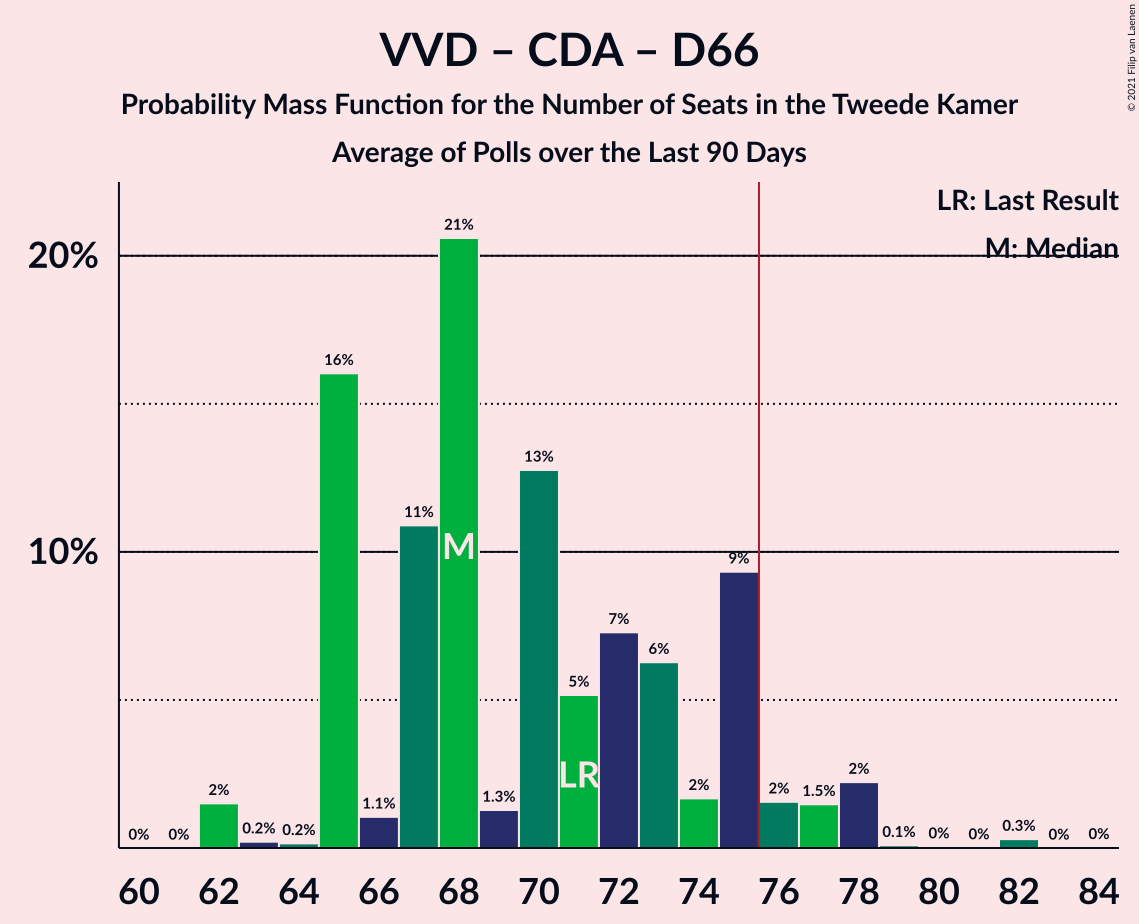 VVD – CDA – D66
Probability Mass Function for the Number of Seats in the Tweede Kamer
Average of Polls over the Last 90 Days
© 2021 Filip van Laenen
LR: Last Result
M: Median
20%
10%
0% 0% 2% 0.2% 0.2% 16% 1.1% 11% 21% 1.3% 13% 5% 7% 6% 2% 9% 2% 1.5% 2% 0.1% 0% 0% 0.3% 0% 0%
M
LR
60 62 64 66 68 70 72 74 76 78 80 82 84